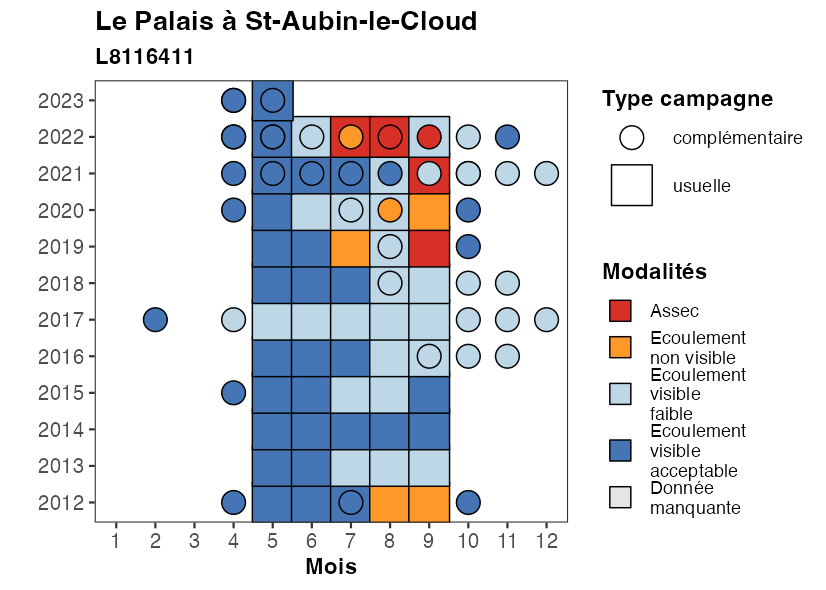 Le Palais à St-Aubin-le-Cloud
L8116411
2023
2022
2021
2020
2019
2018
2017
2016
2015
2014
2013
2012
1 2 3 4 5 6 7 8 9 10 11 12
Mois
Type campagne
complémentaire
usuelle
Modalités
Assec
Ecoulement
non visible
Ecoulement
visible
faible
Ecoulement
visible
acceptable
Donnée
manquante